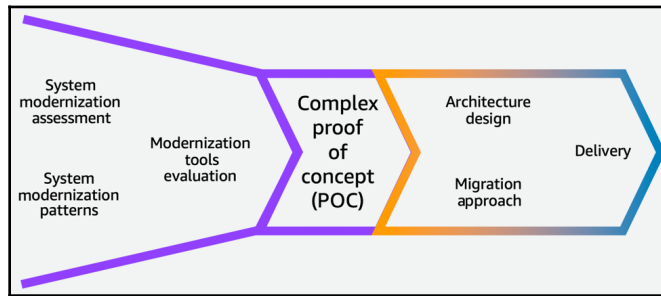 System
modernization
assessment
System
modernization
patterns
Modernization
tools
evaluation
Complex
proof
of
concept
(POC)
Architecture
design
Migration
approach
Delivery